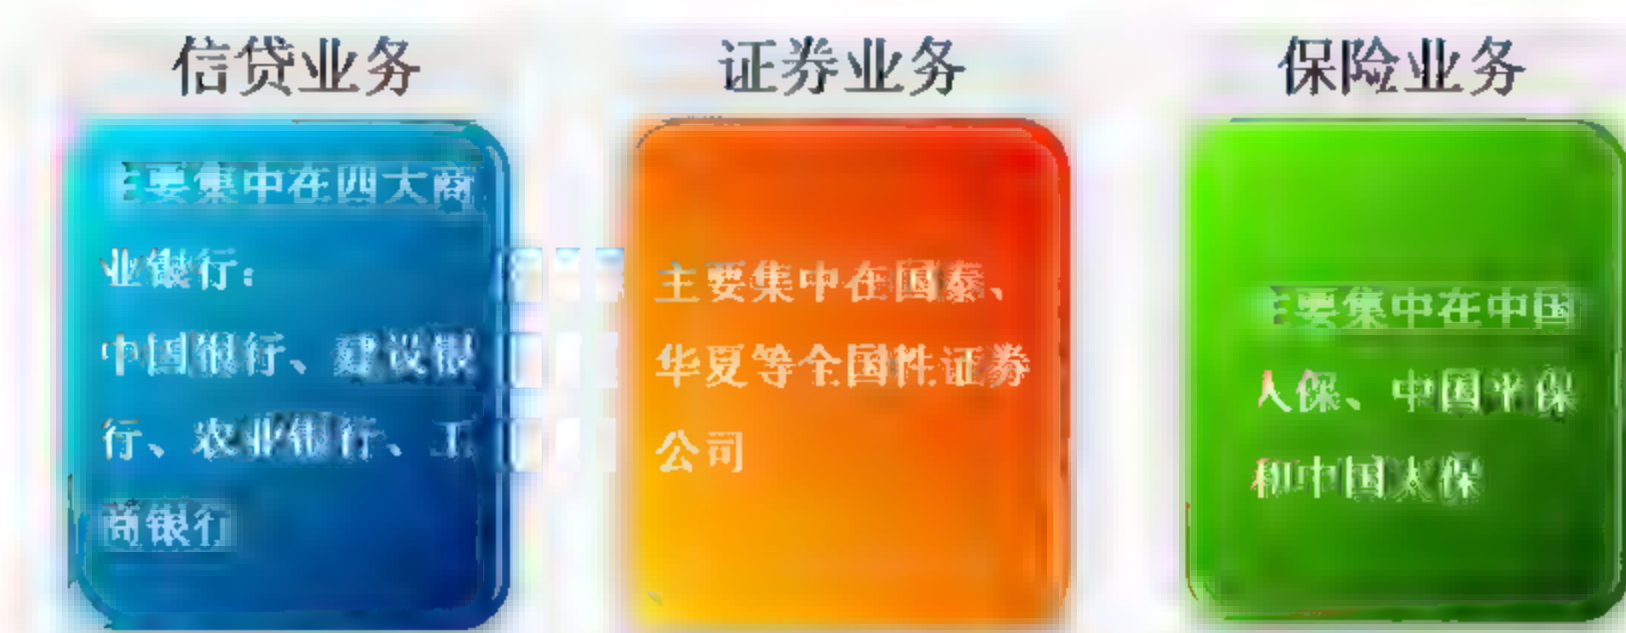 信贷业务
主要集中在四大商
业银行：
中国银行、建设银
行、农业银行、工
商银行
证券业务
主要集中在国泰、
华夏等全国性证券
公司
保险业务
主要集中在中国
人保、中国平保
和中国太保